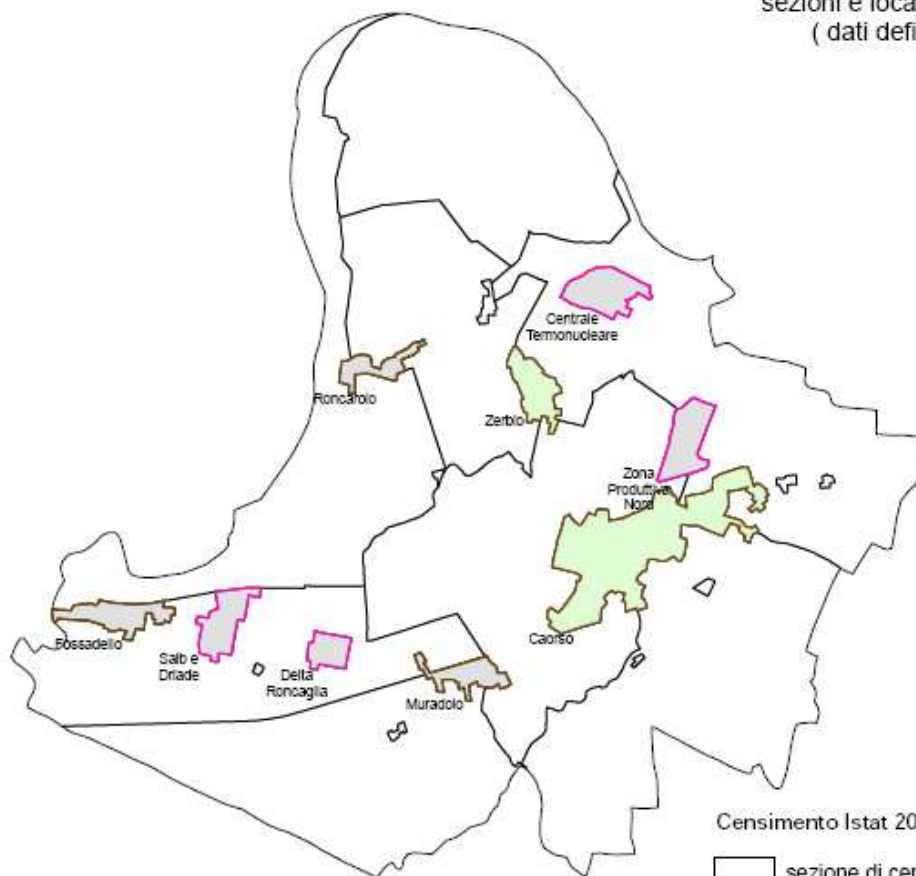 sezioni e loca
( dati defi
Centrale
Termonucleare
Roncarolo
Zerbio
Zona
Produttiva
Nord
Fossadello
Saib e
Driade
Delta
Roncaglia
Caorso
Muradolo
Censimento Istat 20
sezione di cen